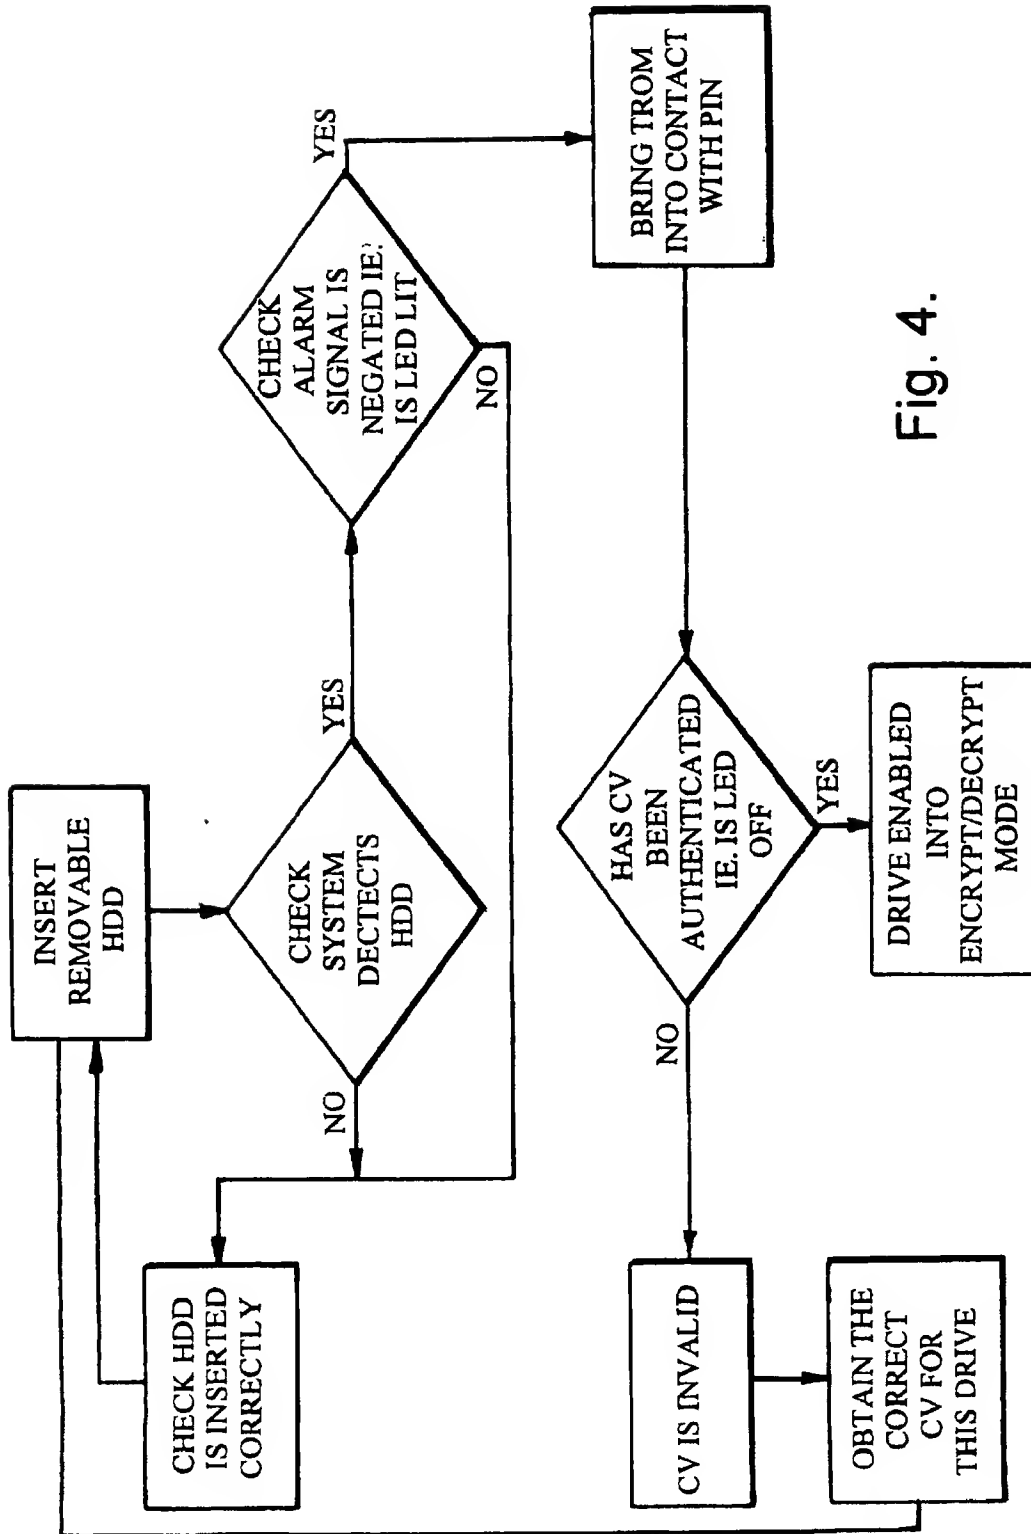 INSERT
REMOVABLE
HDD
CHECK
SYSTEM
DECTECTS
HDD
YES
NO
CHECK HDD
IS INSERTED
CORRECTLY
CHECK
ALARM
SIGNAL IS
NEGATED IE.
IS LED LIT
YES
NO
BRING TROM
INTO CONTACT
WITH PIN
HAS CV
BEEN
AUTHENTICATED
IE. IS LED
OFF
YES
NO
DRIVE ENABLED
INTO
ENCRYPT/DECRYPT
MODE
CV IS INVALID
OBTAIN THE
CORRECT
CV FOR
THIS DRIVE
Fig. 4.